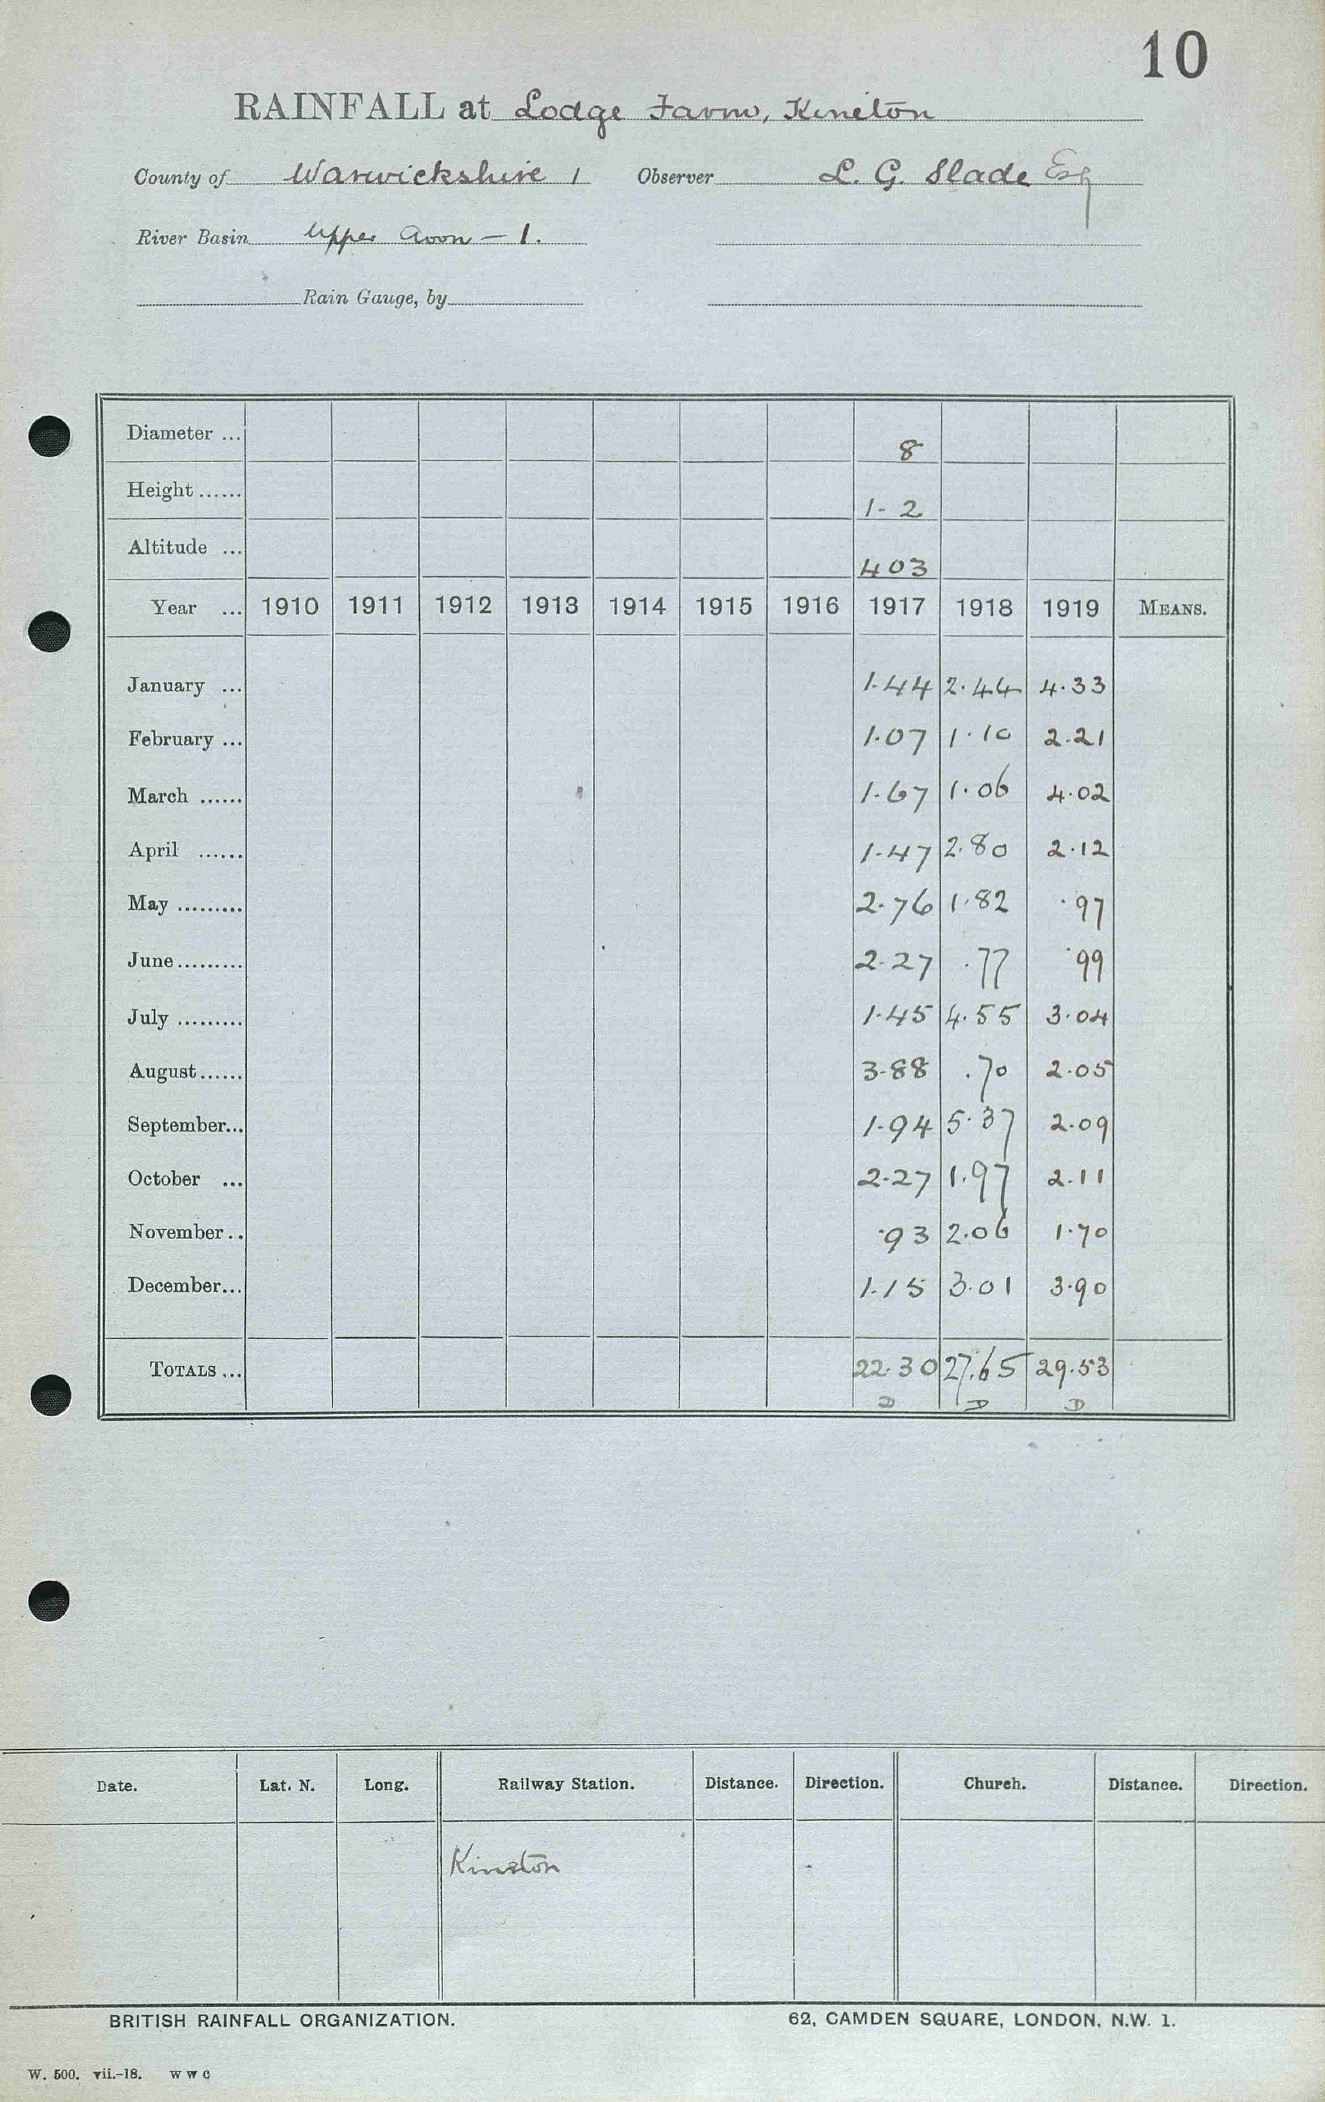 10
RAINFALL at Lodge Farm, Kineton
County of Warwickshire 1 Observer L. G. Slade Esq
River Basin Upper Avon - 1.
Rain Gauge, by
Diameter ... 8
Height ...... 1- 2
Altitude ... 403
Year ... 1910 1911 1912 1913 1914 1915 1916 1917 1918 1919 MEANS.
January ... 1.44 2.44 4.33
February ... 1.07 1.10 2.21
March ...... 1.67 1.06 4.02
April ...... 1.47 2.80 2.12
May ......... 2.76 1.82 .97
June ......... 2.27 .77 .99
July ......... 1.45 4.55 3.04
August ...... 3.88 .70 2.05
September... 1.94 5.37 2.09
October ... 2.27 1.97 2.11
November .. .93 2.06 1.70
December... 1.15 3.01 3.90
TOTALS ... 22.30 27.65 29.53
D D D
Date. Lat. N. Long. Railway Station. Distance. Direction. Church. Distance. Direction.
Kineton
BRITISH RAINFALL ORGANIZATION. 62, CAMDEN SQUARE, LONDON, N.W. 1.
W. 500. vii.-18. W W C